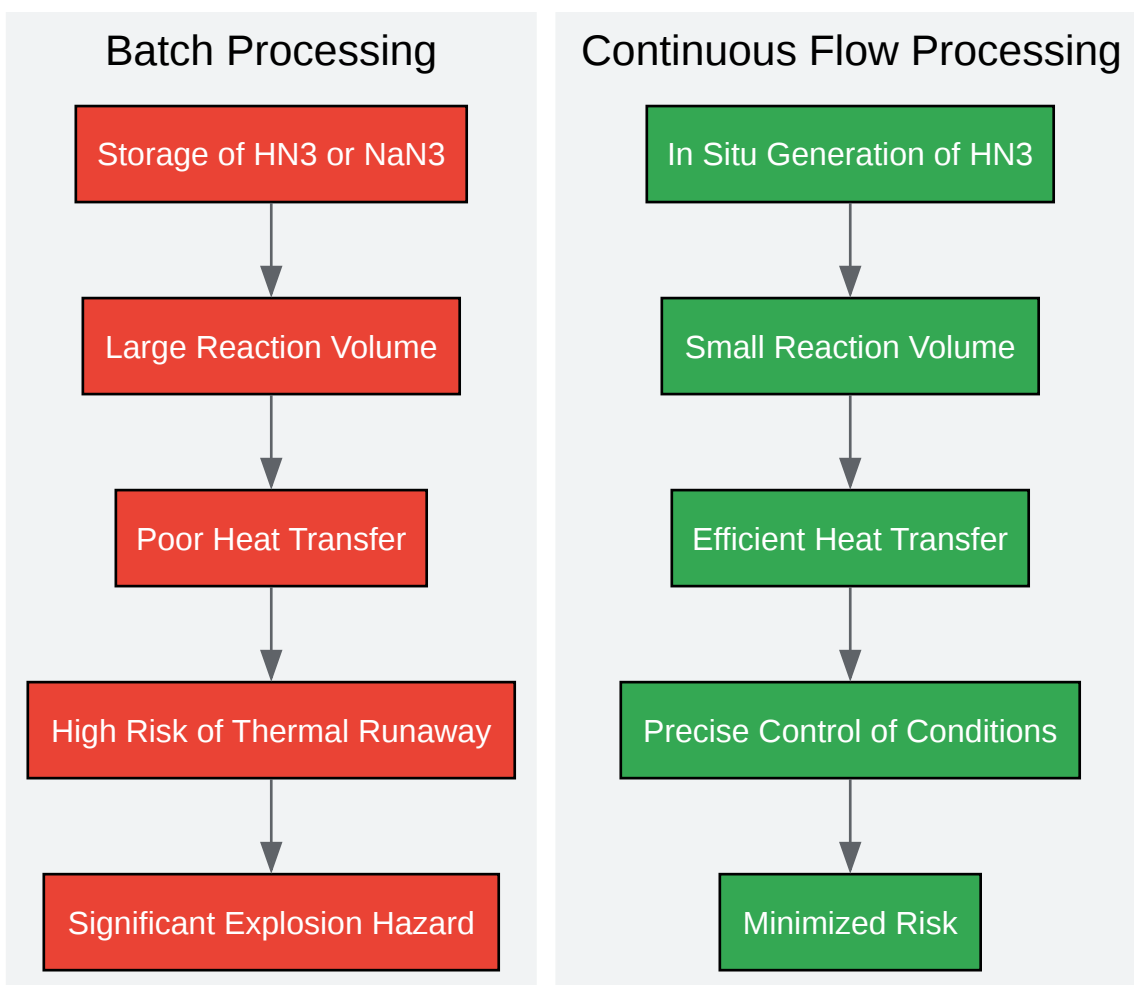 Batch Processing
Storage of HN3 or NaN3
Large Reaction Volume
Poor Heat Transfer
High Risk of Thermal Runaway
Significant Explosion Hazard
Continuous Flow Processing
In Situ Generation of HN3
Small Reaction Volume
Efficient Heat Transfer
Precise Control of Conditions
Minimized Risk